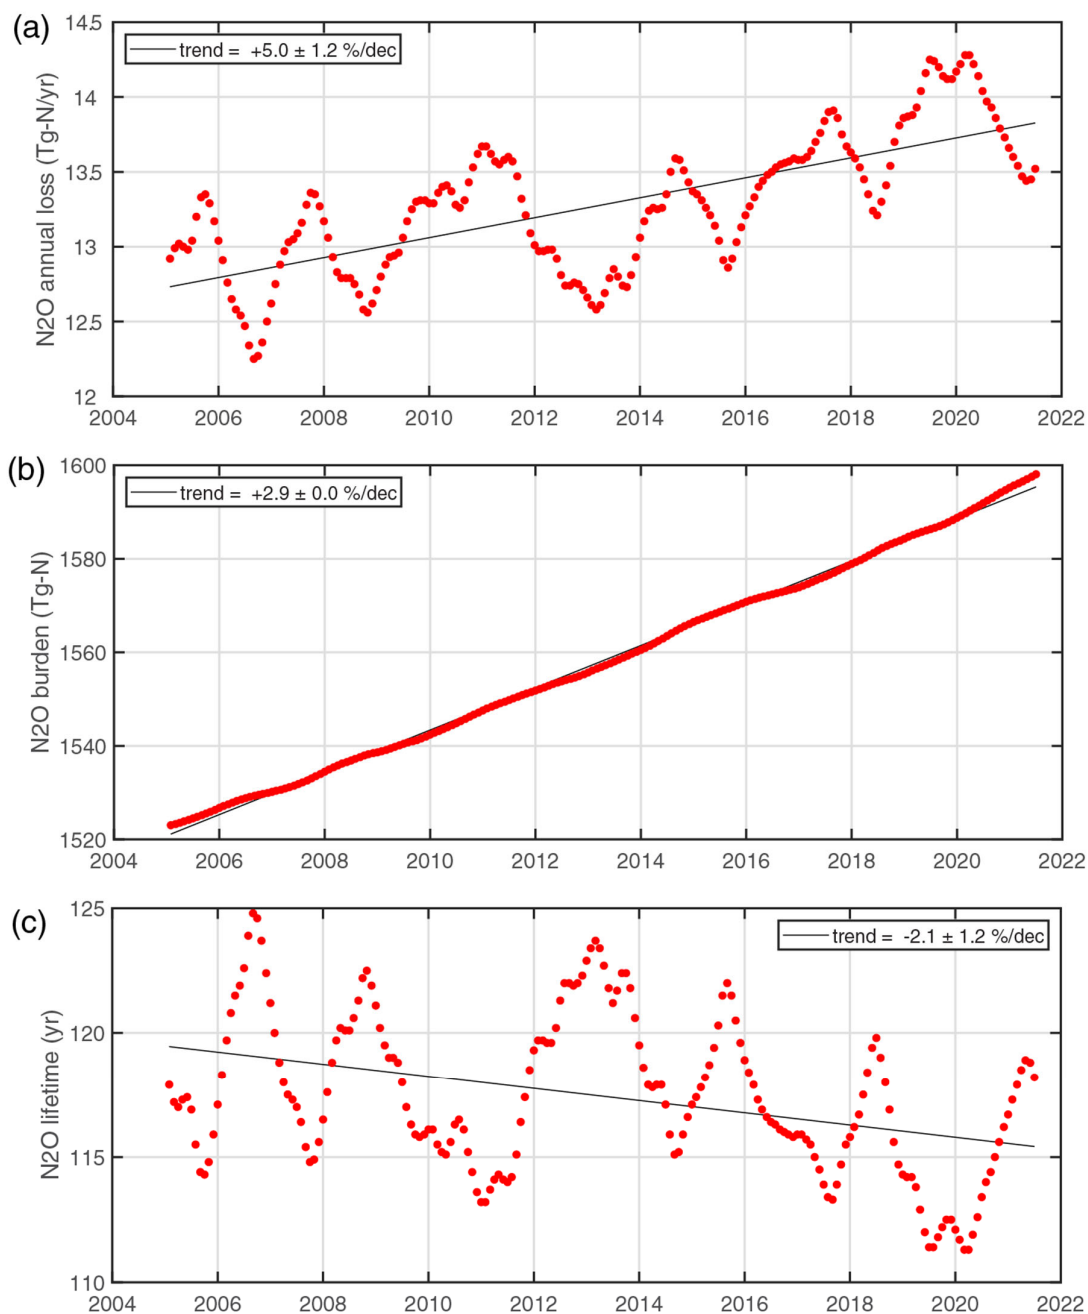 (a)
trend = +5.0 ± 1.2 %/dec
N2O annual loss (Tg-N/yr)
14.5
14
13.5
13
12.5
12
2004 2006 2008 2010 2012 2014 2016 2018 2020 2022
(b)
trend = +2.9 ± 0.0 %/dec
N2O burden (Tg-N)
1600
1580
1560
1540
1520
2004 2006 2008 2010 2012 2014 2016 2018 2020 2022
(c)
trend = -2.1 ± 1.2 %/dec
N2O lifetime (yr)
125
120
115
110
2004 2006 2008 2010 2012 2014 2016 2018 2020 2022